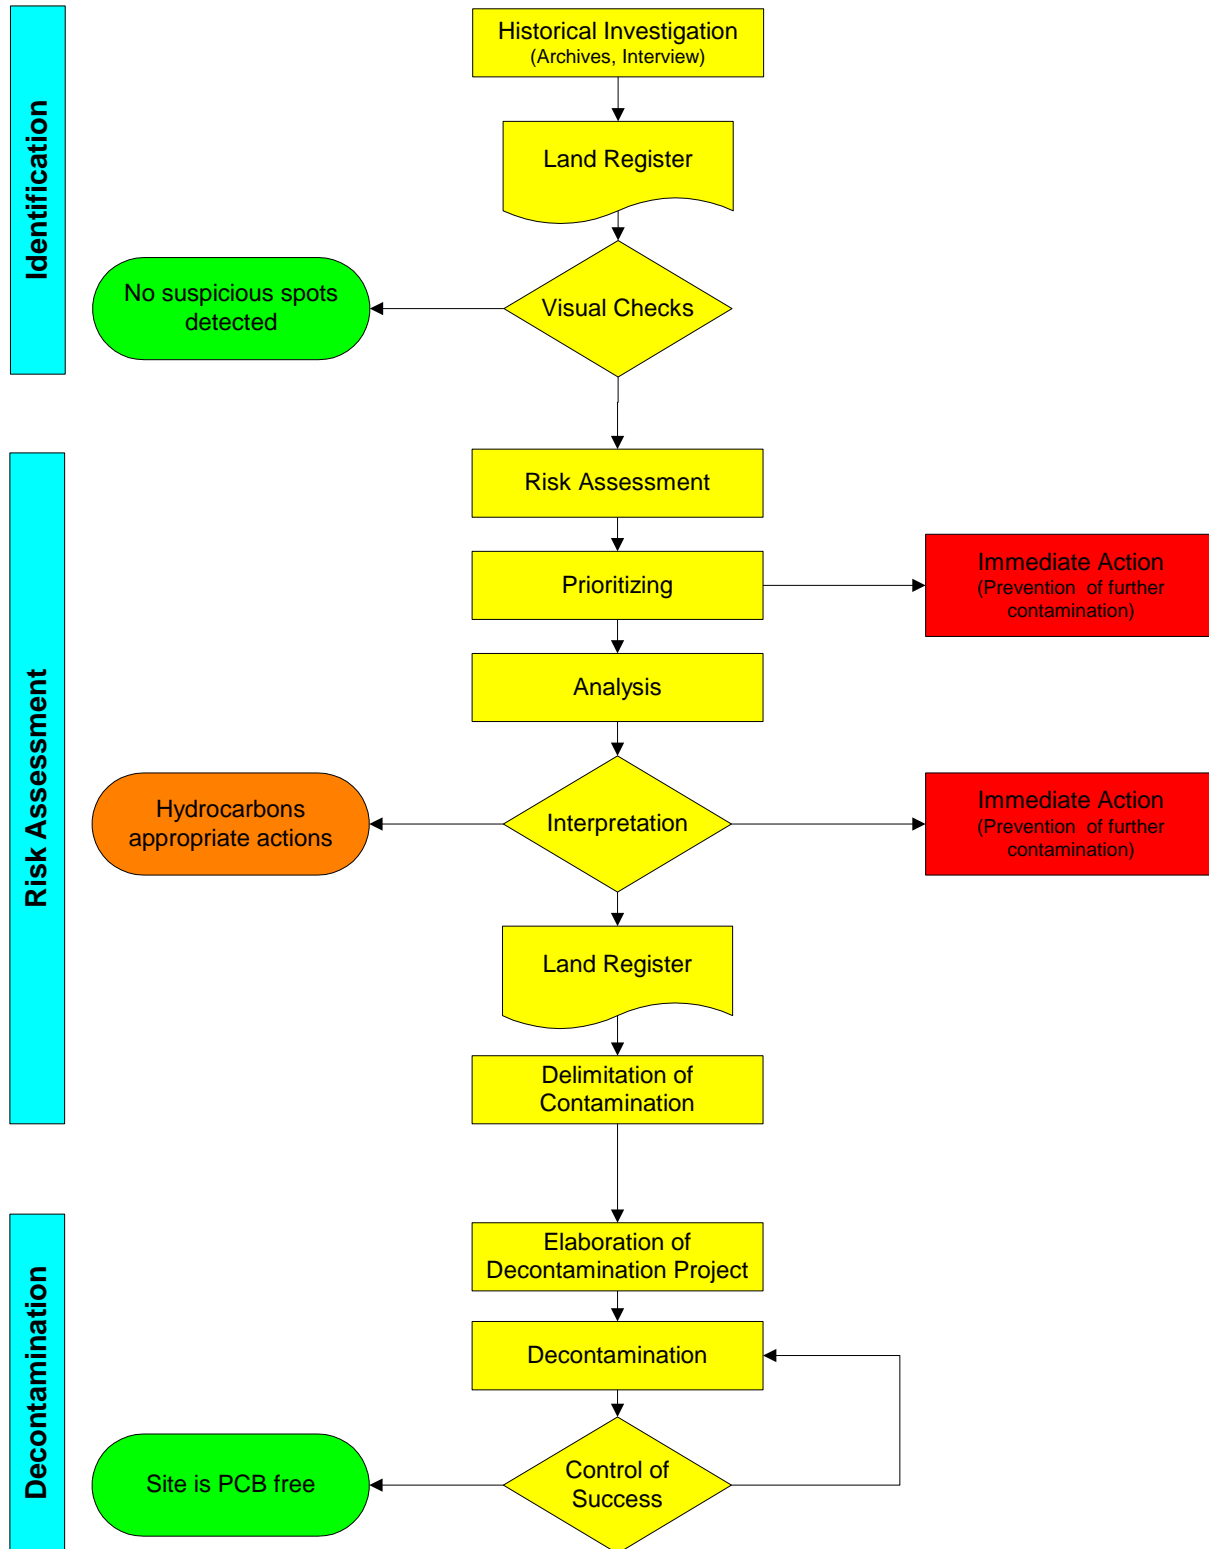 Identification
Historical Investigation
(Archives, Interview)
Land Register
No suspicious spots
detected
Visual Checks
Risk Assessment
Risk Assessment
Prioritizing
Immediate Action
(Prevention of further
contamination)
Analysis
Hydrocarbons
appropriate actions
Interpretation
Immediate Action
(Prevention of further
contamination)
Land Register
Delimitation of
Contamination
Decontamination
Elaboration of
Decontamination Project
Decontamination
Site is PCB free
Control of
Success